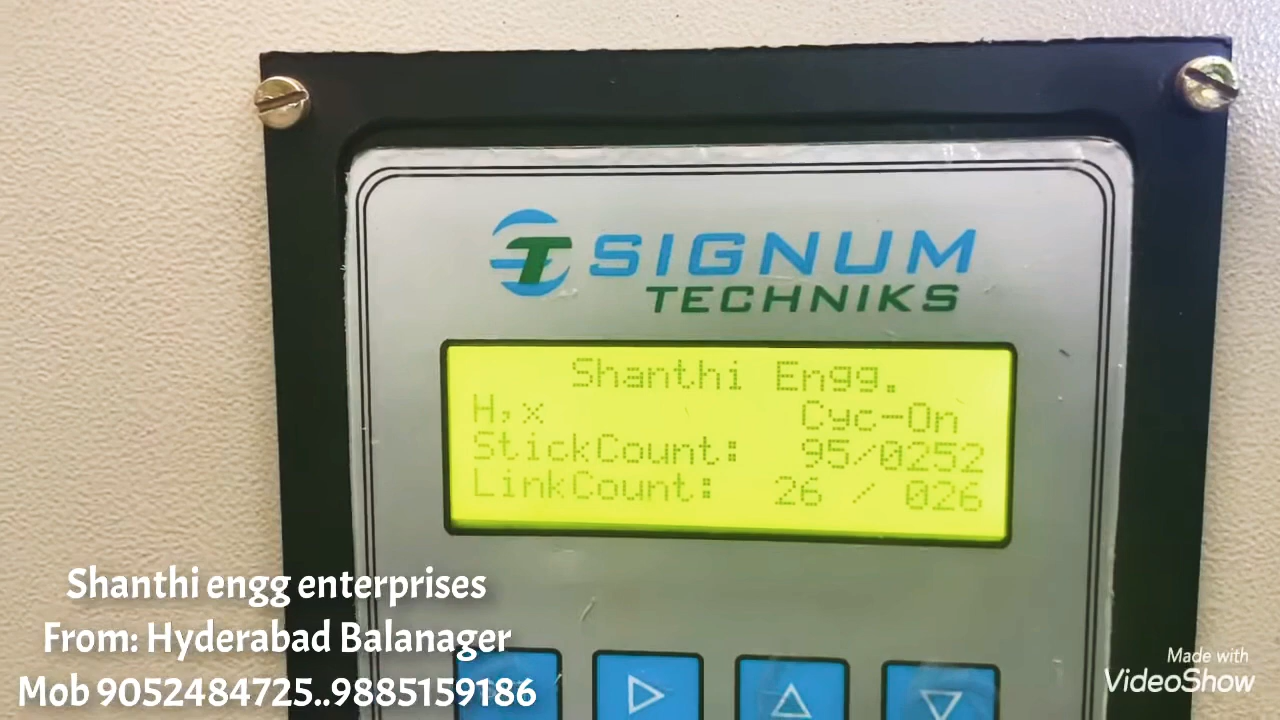 SIGNUM
TECHNIKS
Shanthi Engg.
H,x Cyc-On
StickCount: 95/0252
LinkCount: 26 / 026
Shanthi engg enterprises
From: Hyderabad Balanager
Mob 9052484725..9885159186
Made with
VideoShow